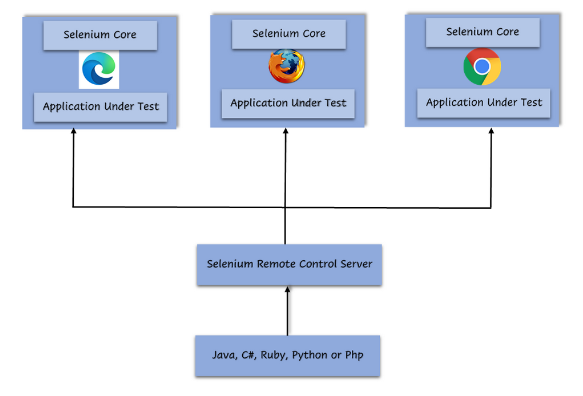 Selenium Core
Selenium Core
Selenium Core
Application Under Test
Application Under Test
Application Under Test
Selenium Remote Control Server
Java, C#, Ruby, Python or Php